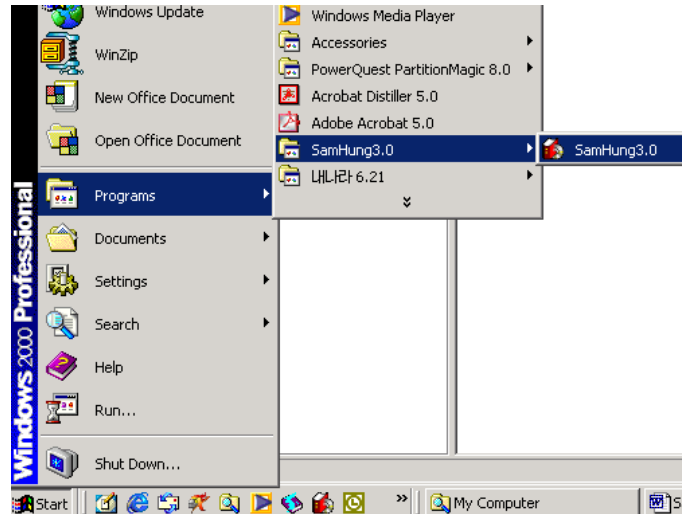 Windows Update
WinZip
New Office Document
Open Office Document
Programs
Documents
Settings
Search
Help
Run...
Shut Down...
Windows 2000 Professional
Windows Media Player
Accessories
PowerQuest PartitionMagic 8.0
Acrobat Distiller 5.0
Adobe Acrobat 5.0
SamHung3.0
내나라 6.21
SamHung3.0
Start
My Computer
S